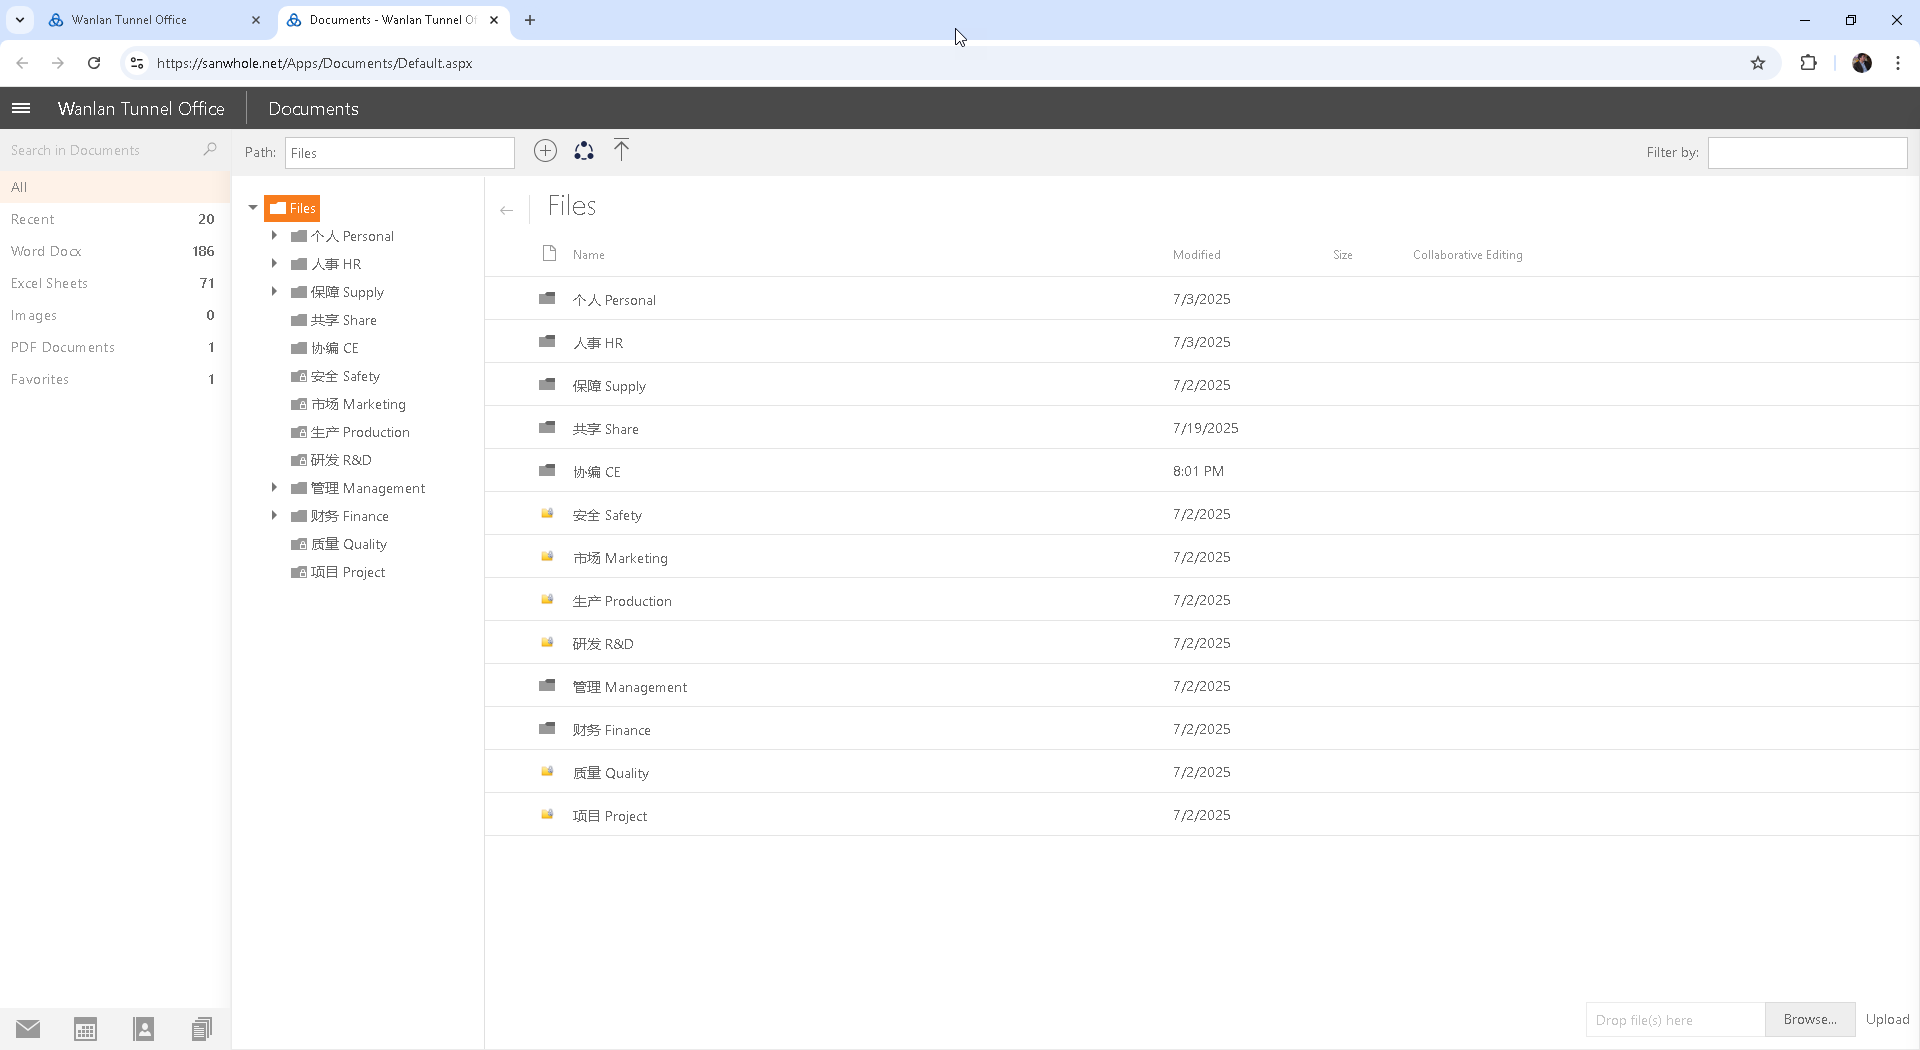 Wanlan Tunnel Office
Documents - Wanlan Tunnel Of
https://sanwhole.net/Apps/Documents/Default.aspx
Wanlan Tunnel Office
Documents
Search in Documents
All
Recent 20
Word Docx 186
Excel Sheets 71
Images 0
PDF Documents 1
Favorites 1
Path: Files
Filter by:
Files
个人 Personal
人事 HR
保障 Supply
共享 Share
协编 CE
安全 Safety
市场 Marketing
生产 Production
研发 R&D
管理 Management
财务 Finance
质量 Quality
项目 Project
Files
Name Modified Size Collaborative Editing
个人 Personal 7/3/2025
人事 HR 7/3/2025
保障 Supply 7/2/2025
共享 Share 7/19/2025
协编 CE 8:01 PM
安全 Safety 7/2/2025
市场 Marketing 7/2/2025
生产 Production 7/2/2025
研发 R&D 7/2/2025
管理 Management 7/2/2025
财务 Finance 7/2/2025
质量 Quality 7/2/2025
项目 Project 7/2/2025
Drop file(s) here Browse... Upload